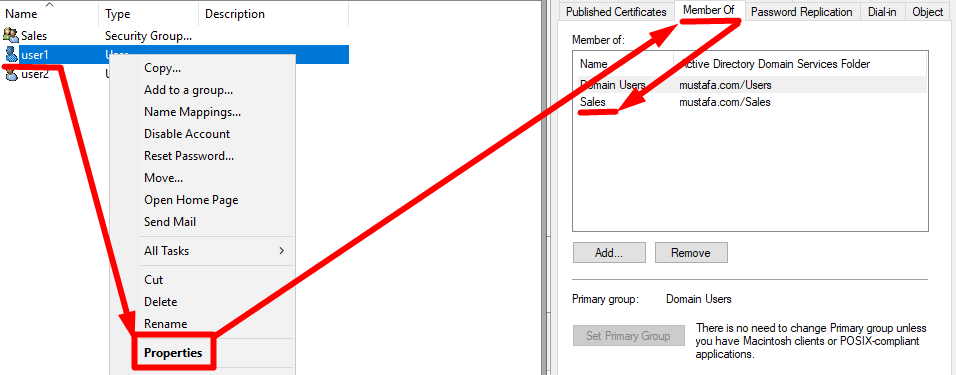 Name Type Description
Sales Security Group...
user1 User
user2
Copy...
Add to a group...
Name Mappings...
Disable Account
Reset Password...
Move...
Open Home Page
Send Mail
All Tasks
Cut
Delete
Rename
Properties
Published Certificates Member Of Password Replication Dial-in Object
Member of:
Name Active Directory Domain Services Folder
Domain Users mustafa.com/Users
Sales mustafa.com/Sales
Add... Remove
Primary group: Domain Users
Set Primary Group
There is no need to change Primary group unless
you have Macintosh clients or POSIX-compliant
applications.